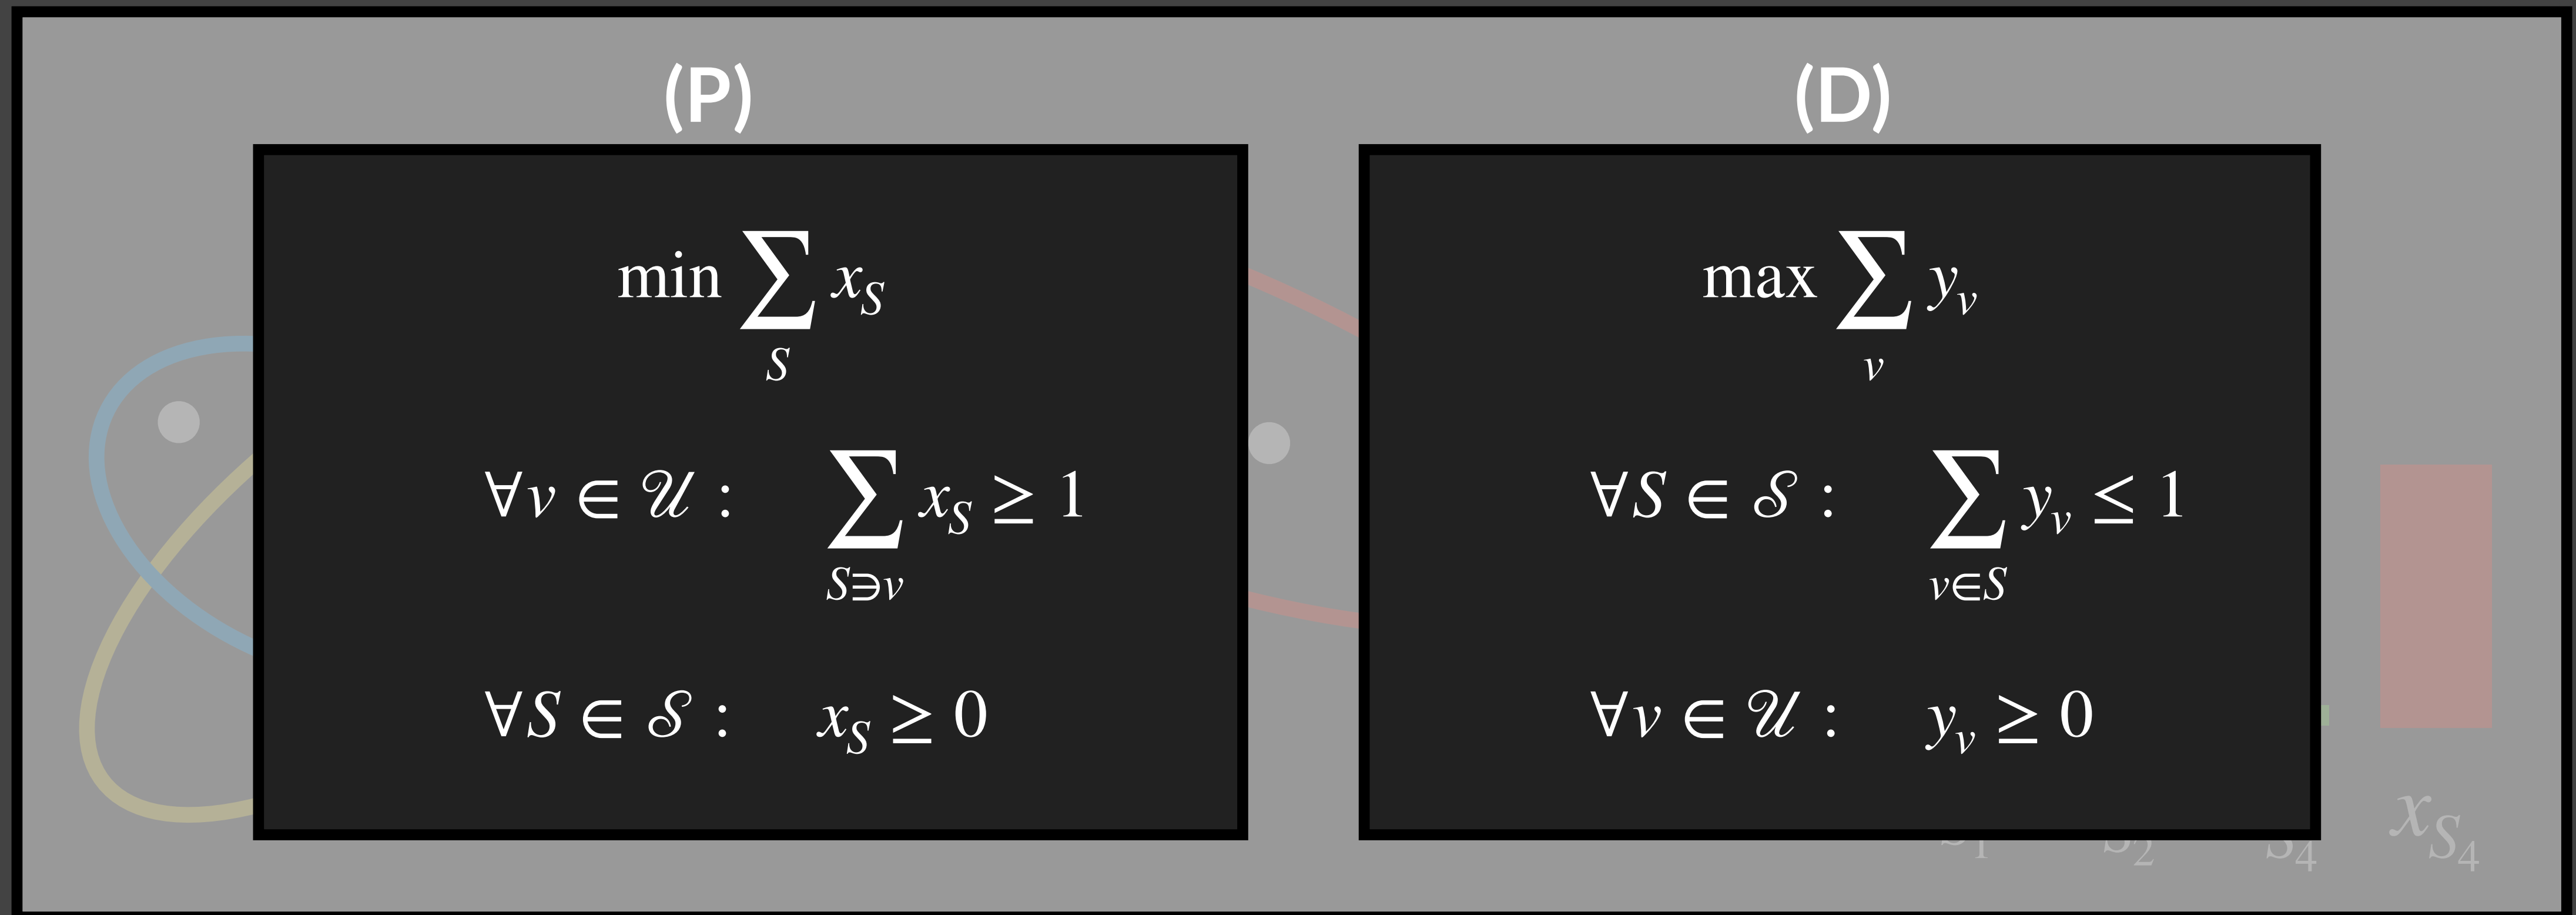 (P)
min ∑_S x_S
∀v ∈ 𝒰 : ∑_{S∋v} x_S ≥ 1
∀S ∈ 𝒮 : x_S ≥ 0
(D)
max ∑_v y_v
∀S ∈ 𝒮 : ∑_{v∈S} y_v ≤ 1
∀v ∈ 𝒰 : y_v ≥ 0
x_{S_4}